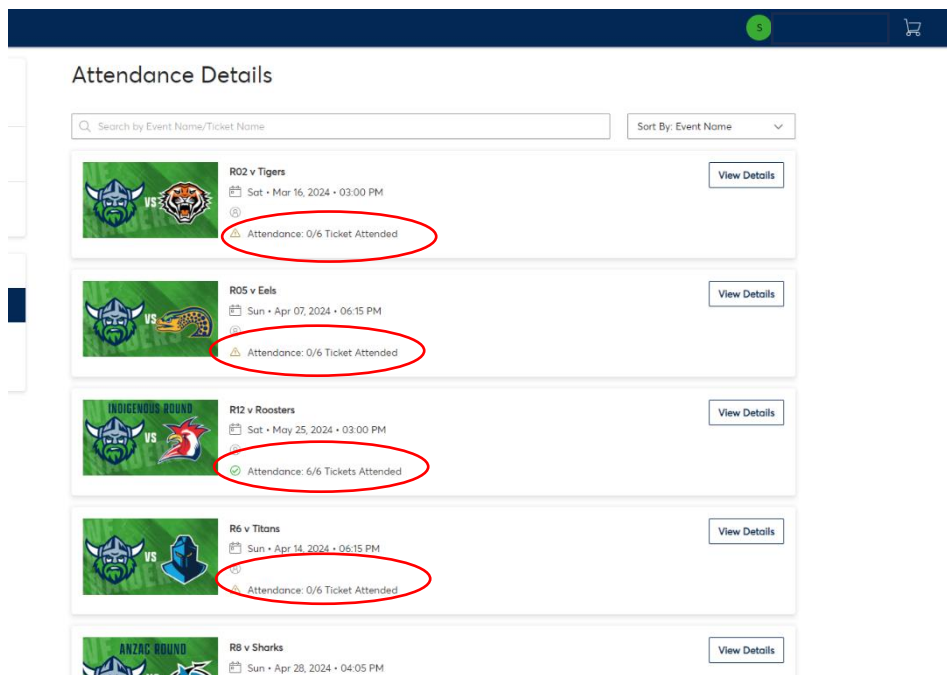 S
Attendance Details
Search by Event Name/Ticket Name
Sort By: Event Name
VS
R02 v Tigers
Sat • Mar 16, 2024 • 03:00 PM
Attendance: 0/6 Ticket Attended
View Details
VS
R05 v Eels
Sun • Apr 07, 2024 • 06:15 PM
Attendance: 0/6 Ticket Attended
View Details
INDIGENOUS ROUND
VS
R12 v Roosters
Sat • May 25, 2024 • 03:00 PM
Attendance: 6/6 Tickets Attended
View Details
VS
R6 v Titans
Sun • Apr 14, 2024 • 06:15 PM
Attendance: 0/6 Ticket Attended
View Details
ANZAC ROUND
R8 v Sharks
Sun • Apr 28, 2024 • 04:05 PM
View Details